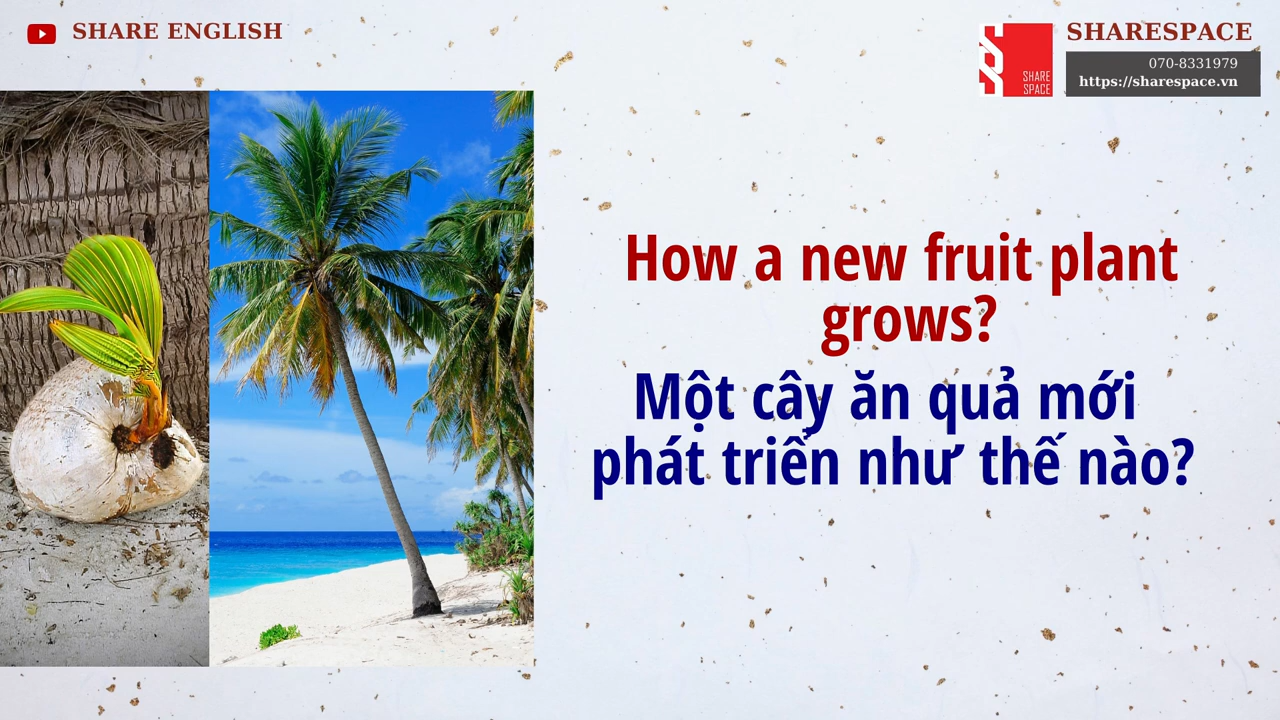 SHARE ENGLISH
SHARESPACE
070-8331979
https://sharespace.vn
SHARE
SPACE
How a new fruit plant
grows?
Một cây ăn quả mới
phát triển như thế nào?